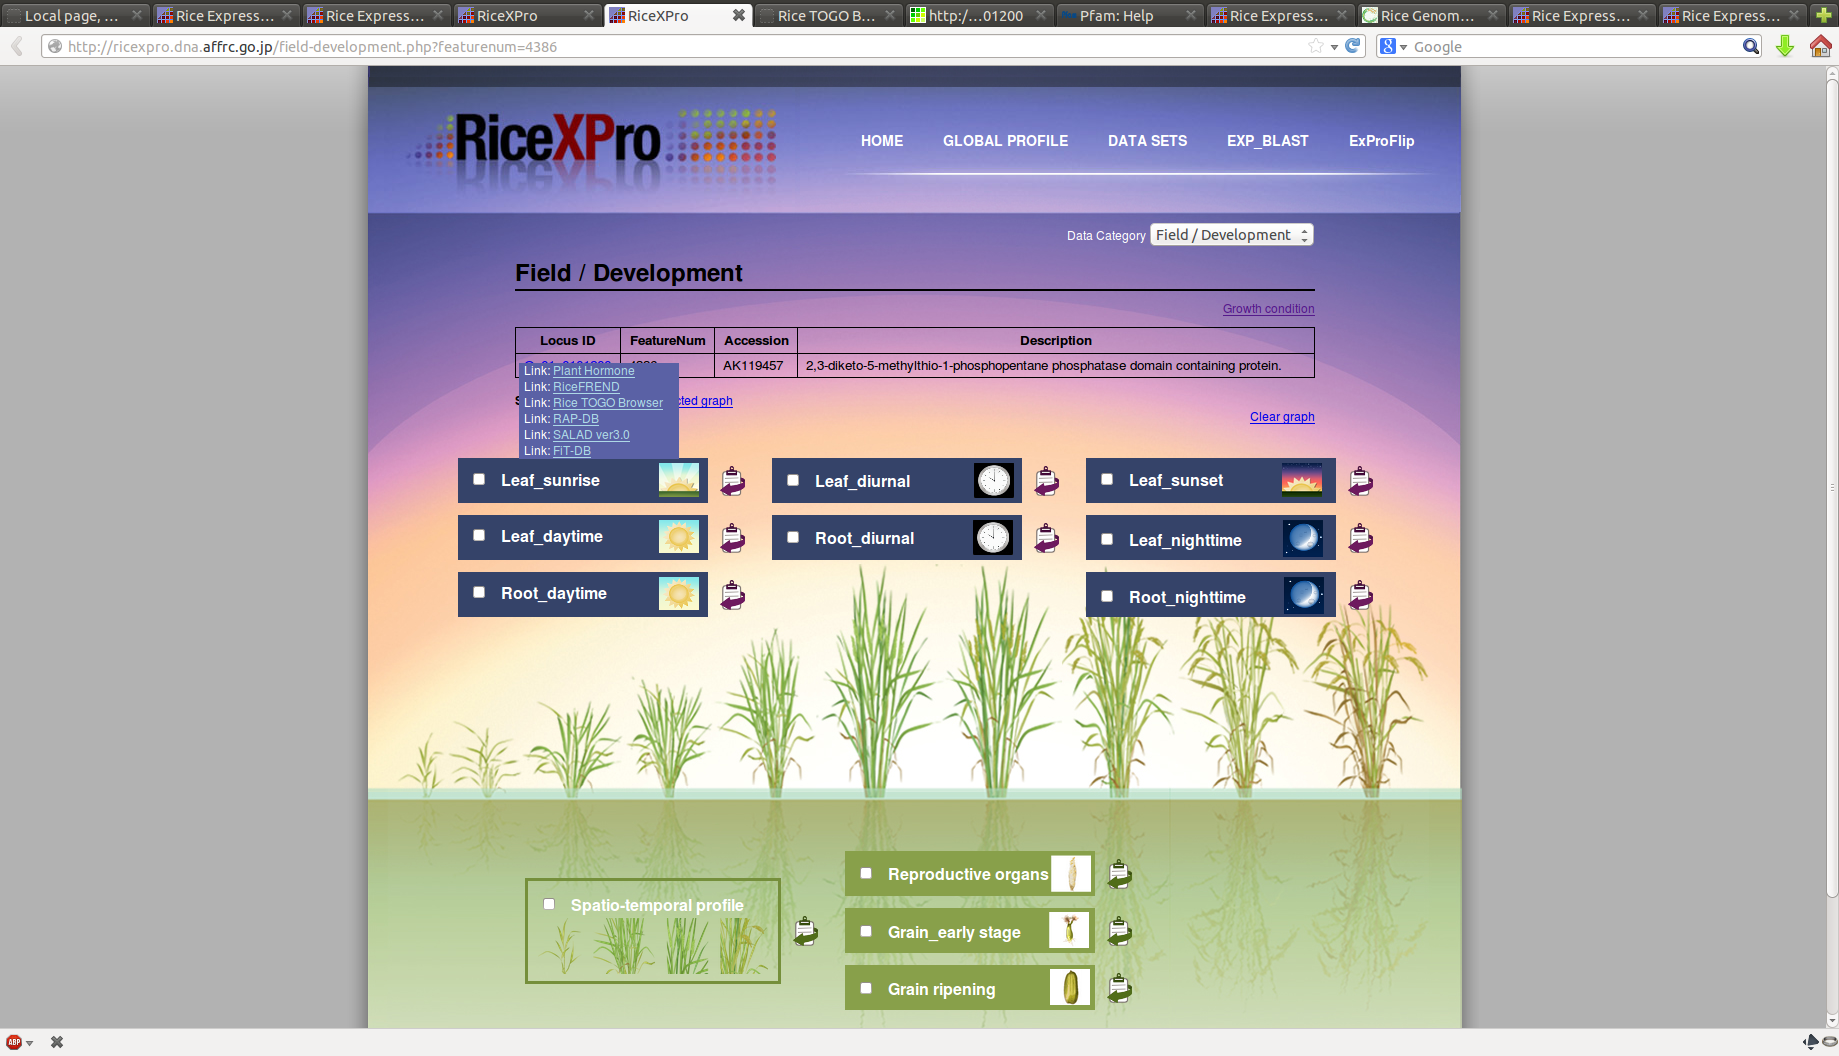 Local page, ...
Rice Express...
Rice Express...
RiceXPro
RiceXPro
Rice TOGO B...
http:/...01200
Pfam: Help
Rice Express...
Rice Genom...
Rice Express...
Rice Express...
http://ricexpro.dna.affrc.go.jp/field-development.php?featurenum=4386
Google
RiceXPro
HOME
GLOBAL PROFILE
DATA SETS
EXP_BLAST
ExProFlip
Data Category Field / Development
Field / Development
Growth condition
Locus ID FeatureNum Accession Description
AK119457 2,3-diketo-5-methylthio-1-phosphopentane phosphatase domain containing protein.
Link: Plant Hormone
Link: RiceFREND
Link: Rice TOGO Browser
graph
Link: RAP-DB
Clear graph
Link: SALAD ver3.0
Link: FiT-DB
Leaf_sunrise
Leaf_diurnal
Leaf_sunset
Leaf_daytime
Root_diurnal
Leaf_nighttime
Root_daytime
Root_nighttime
Reproductive organs
Spatio-temporal profile
Grain_early stage
Grain ripening
ABP